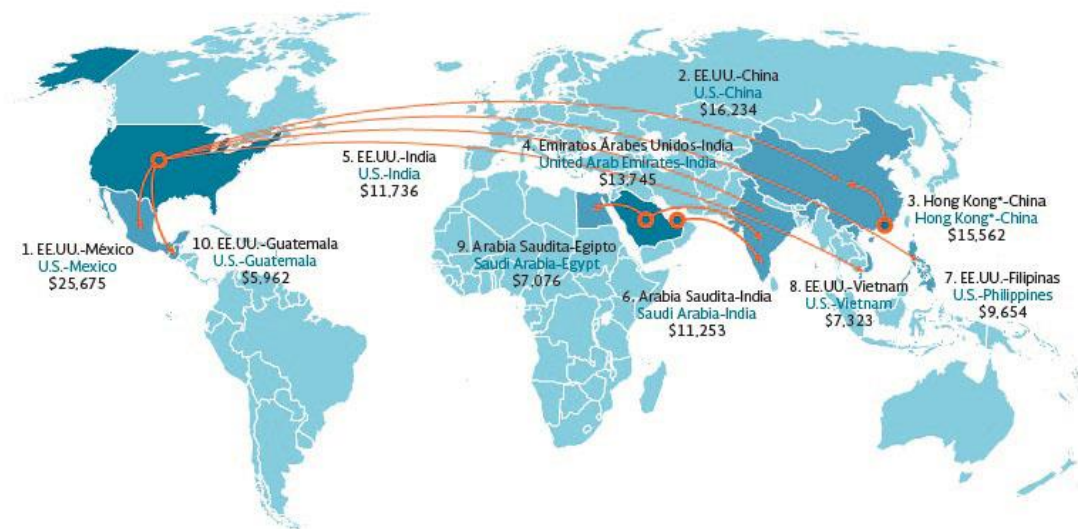 1. EE.UU.-México
U.S.-Mexico
$25,675
2. EE.UU.-China
U.S.-China
$16,234
3. Hong Kong*-China
Hong Kong*-China
$15,562
4. Emiratos Árabes Unidos-India
United Arab Emirates-India
$13,745
5. EE.UU.-India
U.S.-India
$11,736
6. Arabia Saudita-India
Saudi Arabia-India
$11,253
7. EE.UU.-Filipinas
U.S.-Philippines
$9,654
8. EE.UU.-Vietnam
U.S.-Vietnam
$7,323
9. Arabia Saudita-Egipto
Saudi Arabia-Egypt
$7,076
10. EE.UU.-Guatemala
U.S.-Guatemala
$5,962